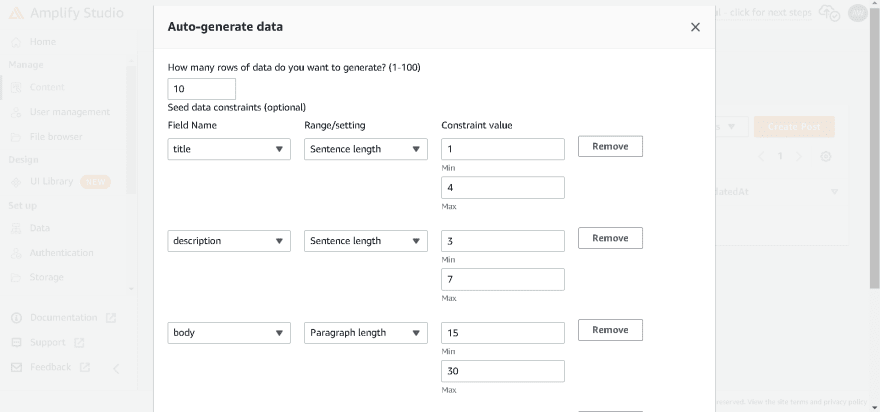 Amplify Studio
Auto-generate data
click for next steps
Home
Manage
Content
User management
File browser
Design
UI Library NEW
Set up
Data
Authentication
Storage
Documentation
Support
Feedback
How many rows of data do you want to generate? (1-100)
10
Seed data constraints (optional)
Field Name Range/setting Constraint value
title Sentence length 1 Remove
Min
4
Max
description Sentence length 3 Remove
Min
7
Max
body Paragraph length 15 Remove
Min
30
Max
Create Post
1
reserved. View the site terms and privacy policy.